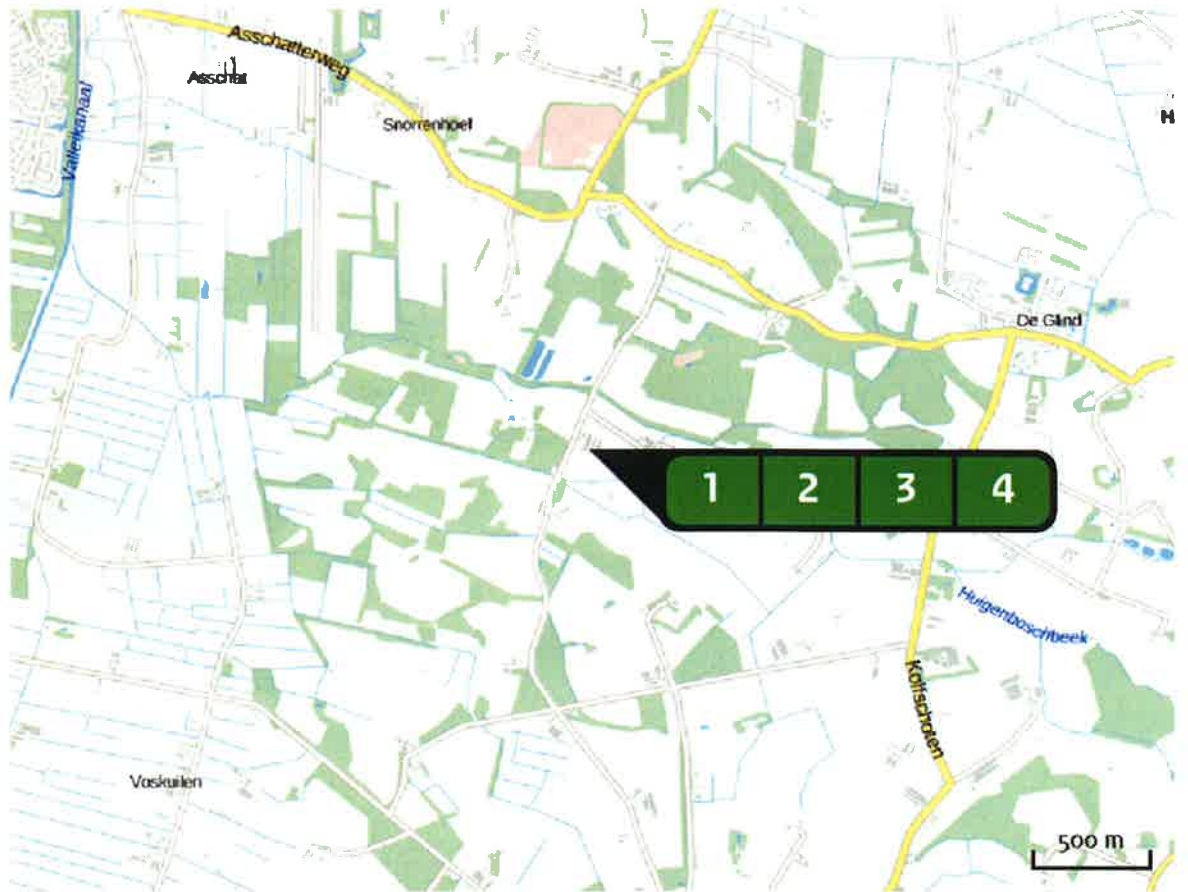 Asschatterweg
Asschat
Valleikanaal
Snorrenhoef
H
De Glind
1 2 3 4
Huigenboschbeek
Kolfschoten
Voskuilen
500 m